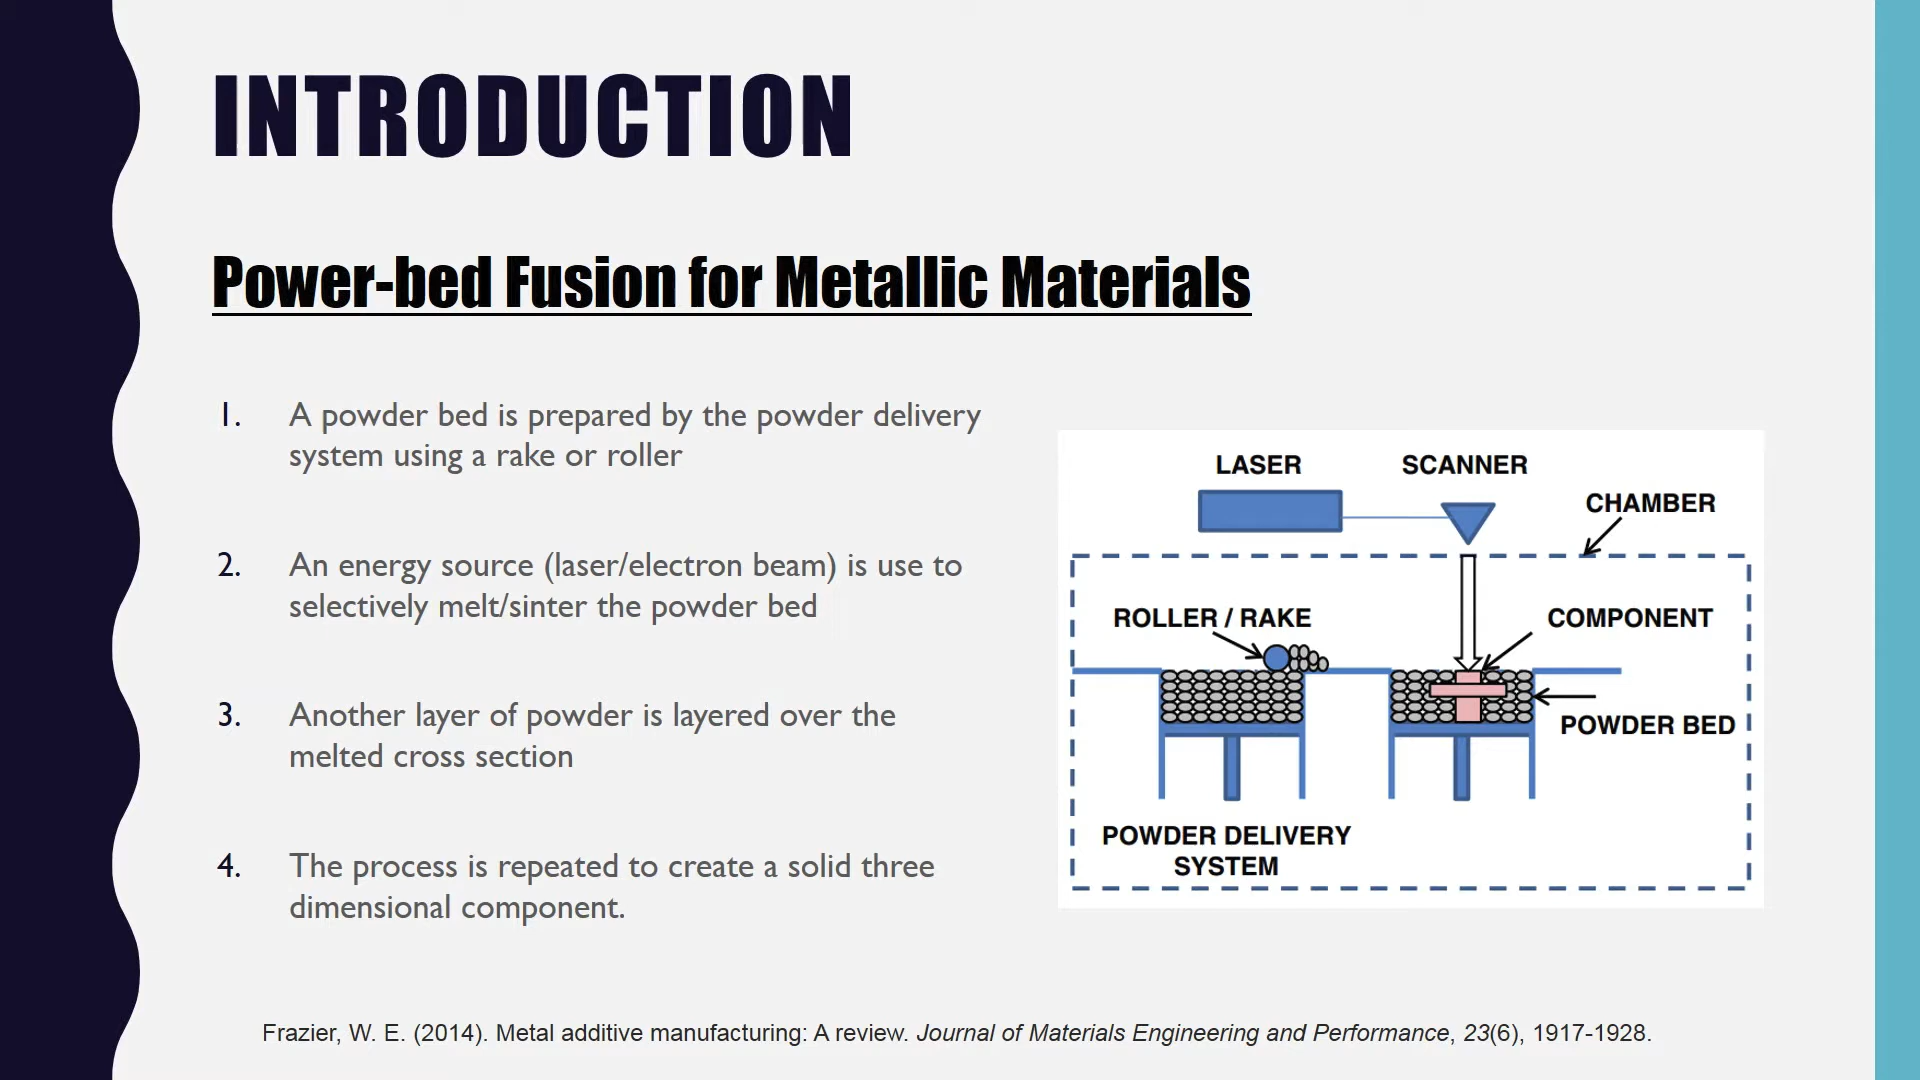 INTRODUCTION
Power-bed Fusion for Metallic Materials
1. A powder bed is prepared by the powder delivery
system using a rake or roller
2. An energy source (laser/electron beam) is use to
selectively melt/sinter the powder bed
3. Another layer of powder is layered over the
melted cross section
4. The process is repeated to create a solid three
dimensional component.
LASER
SCANNER
CHAMBER
ROLLER / RAKE
COMPONENT
POWDER BED
POWDER DELIVERY
SYSTEM
Frazier, W. E. (2014). Metal additive manufacturing: A review. Journal of Materials Engineering and Performance, 23(6), 1917-1928.